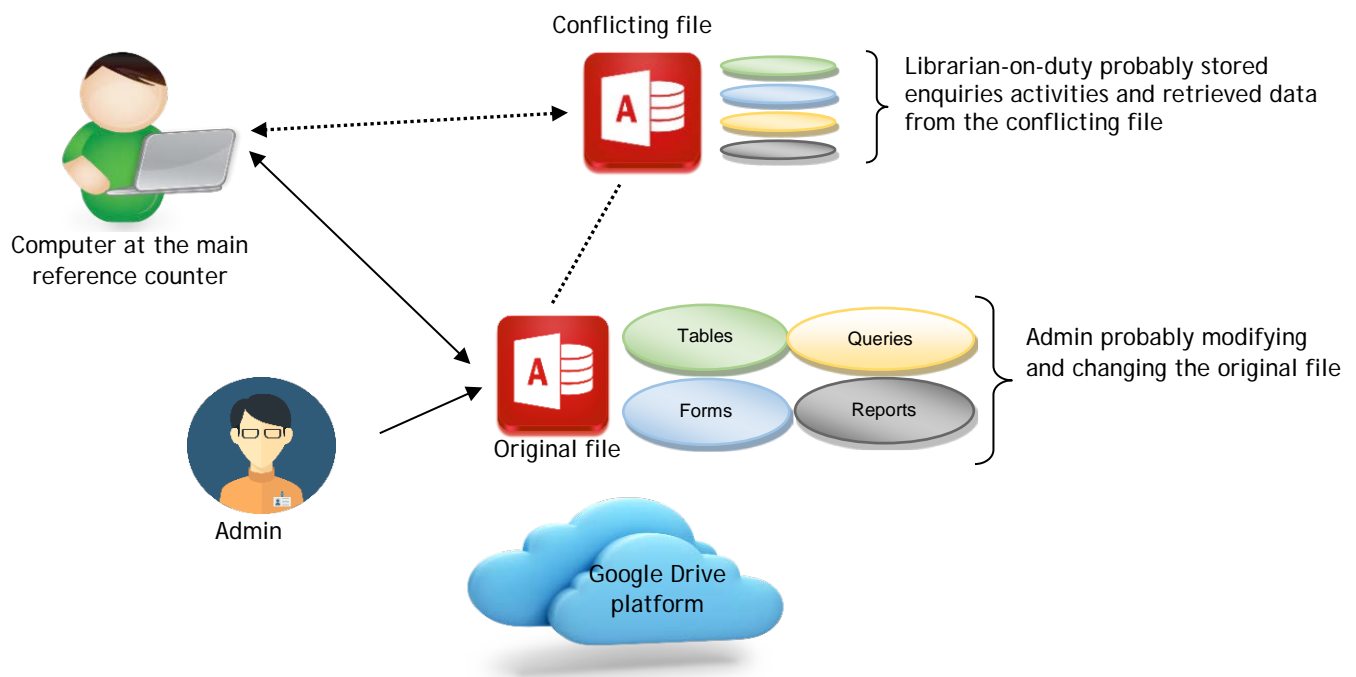 Conflicting file
A
Librarian-on-duty probably stored
enquiries activities and retrieved data
from the conflicting file
Computer at the main
reference counter
A
Original file
Tables
Queries
Forms
Reports
Admin probably modifying
and changing the original file
Admin
Google Drive
platform